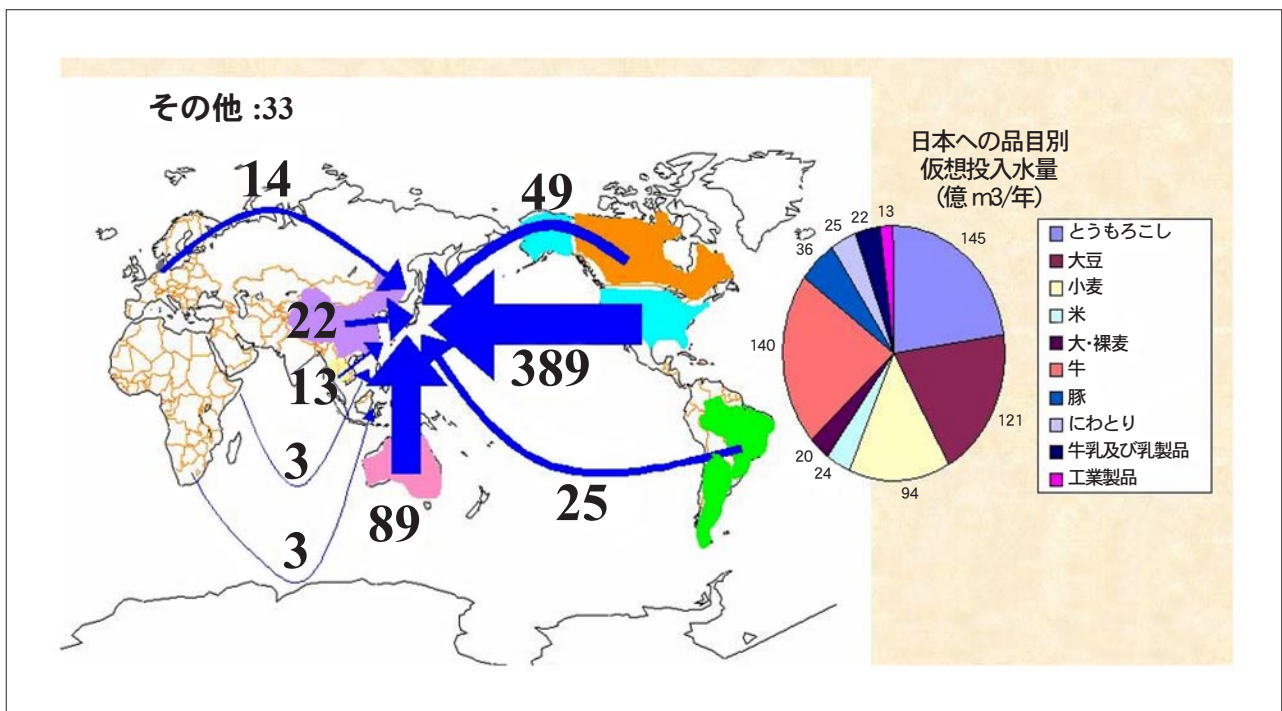 その他 :33
14
49
22
389
13
3
89
25
3
日本への品目別
仮想投入水量
(億 m3/年)
13
22
25
36
145
140
121
20
24
94
とうもろこし
大豆
小麦
米
大・裸麦
牛
豚
にわとり
牛乳及び乳製品
工業製品